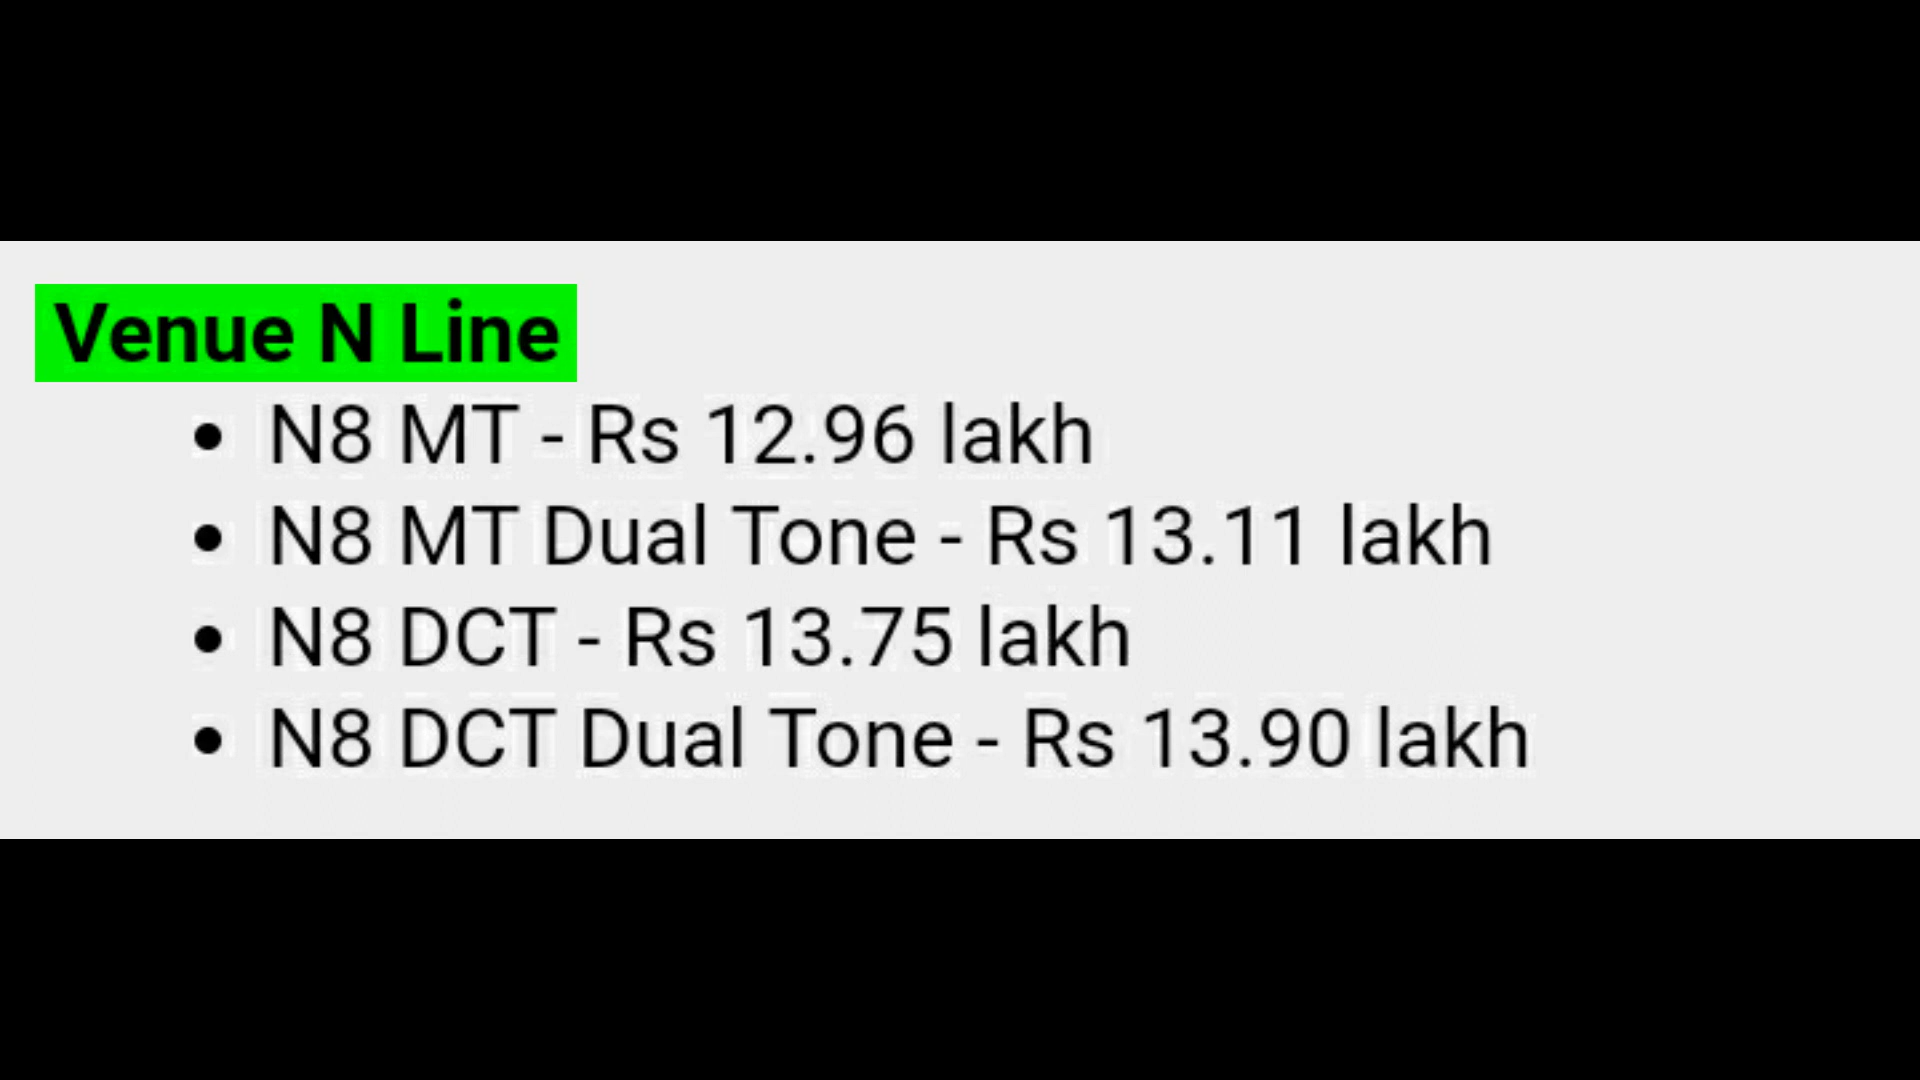 Venue N Line
• N8 MT - Rs 12.96 lakh
• N8 MT Dual Tone - Rs 13.11 lakh
• N8 DCT - Rs 13.75 lakh
• N8 DCT Dual Tone - Rs 13.90 lakh